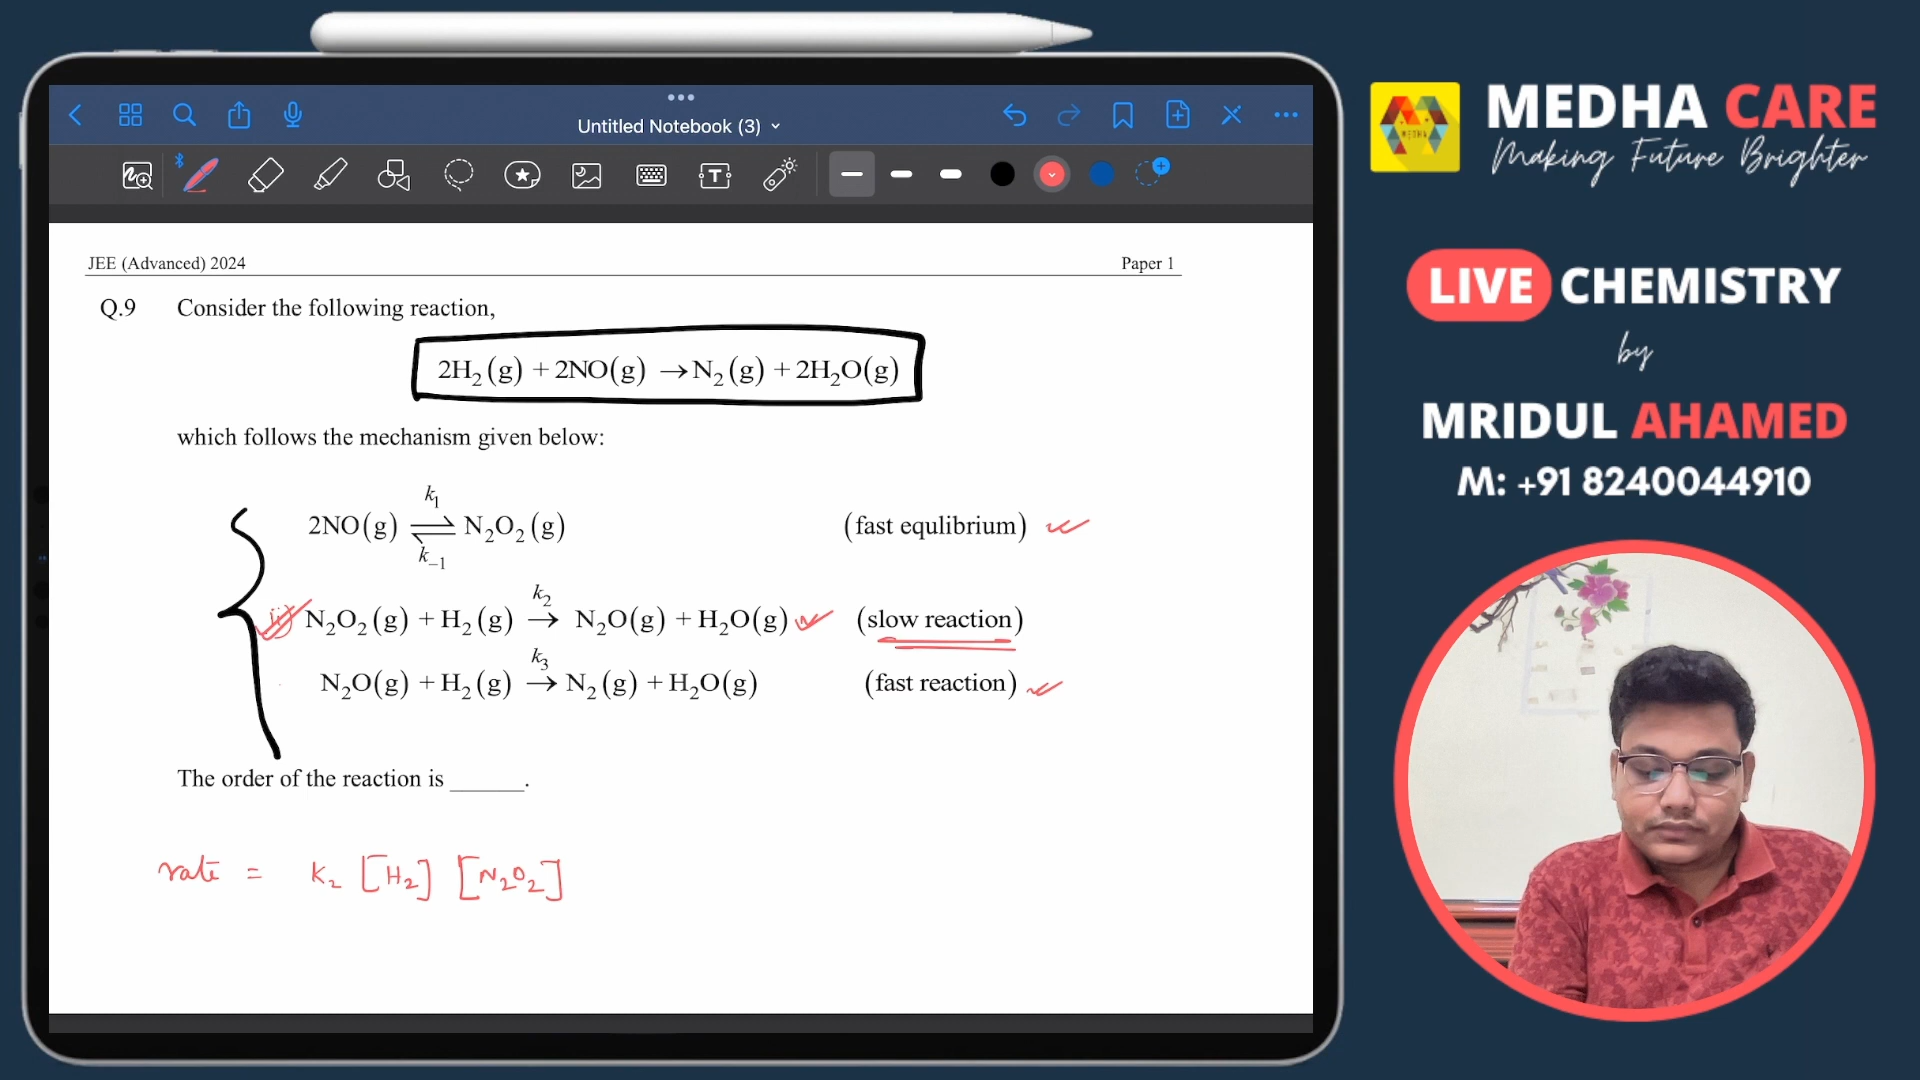 Untitled Notebook (3)
T
MEDHA CARE
MEDHA
Making Future Brighter
LIVE CHEMISTRY
by
MRIDUL AHAMED
M: +91 8240044910
JEE (Advanced) 2024 Paper 1
Q.9 Consider the following reaction,
2H₂(g) + 2NO(g) → N₂(g) + 2H₂O(g)
which follows the mechanism given below:
2NO(g) ⇌ N₂O₂(g) (fast equlibrium)
k₁
k₋₁
N₂O₂(g) + H₂(g) →k₂ N₂O(g) + H₂O(g) (slow reaction)
N₂O(g) + H₂(g) →k₃ N₂(g) + H₂O(g) (fast reaction)
The order of the reaction is ______.
rate = K₂ [H₂] [N₂O₂]